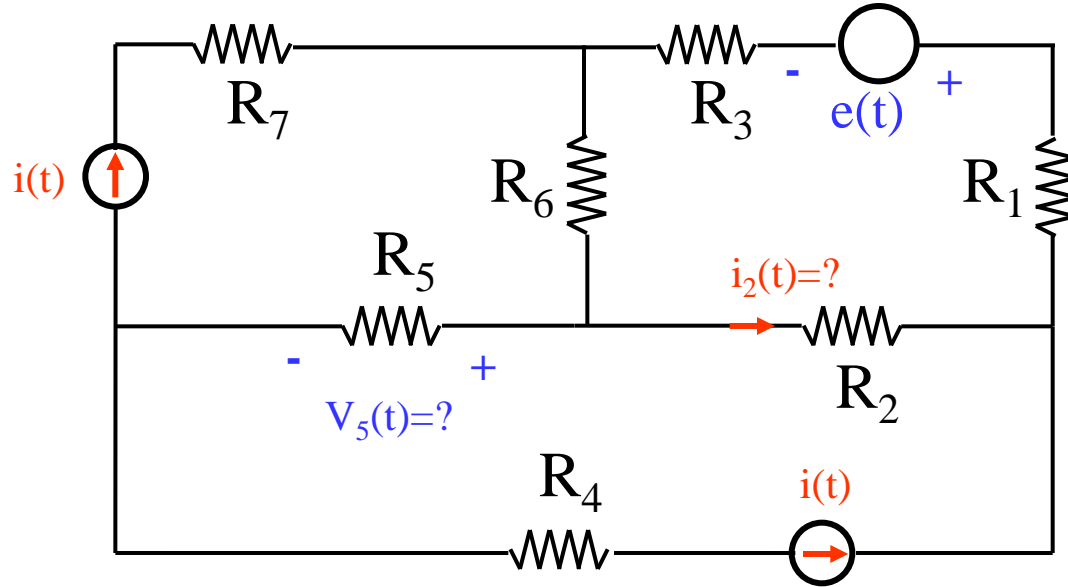 R₇
R₃
-
e(t)
+
i(t)
R₆
R₁
R₅
i₂(t)=?
-
+
R₂
V₅(t)=?
R₄
i(t)